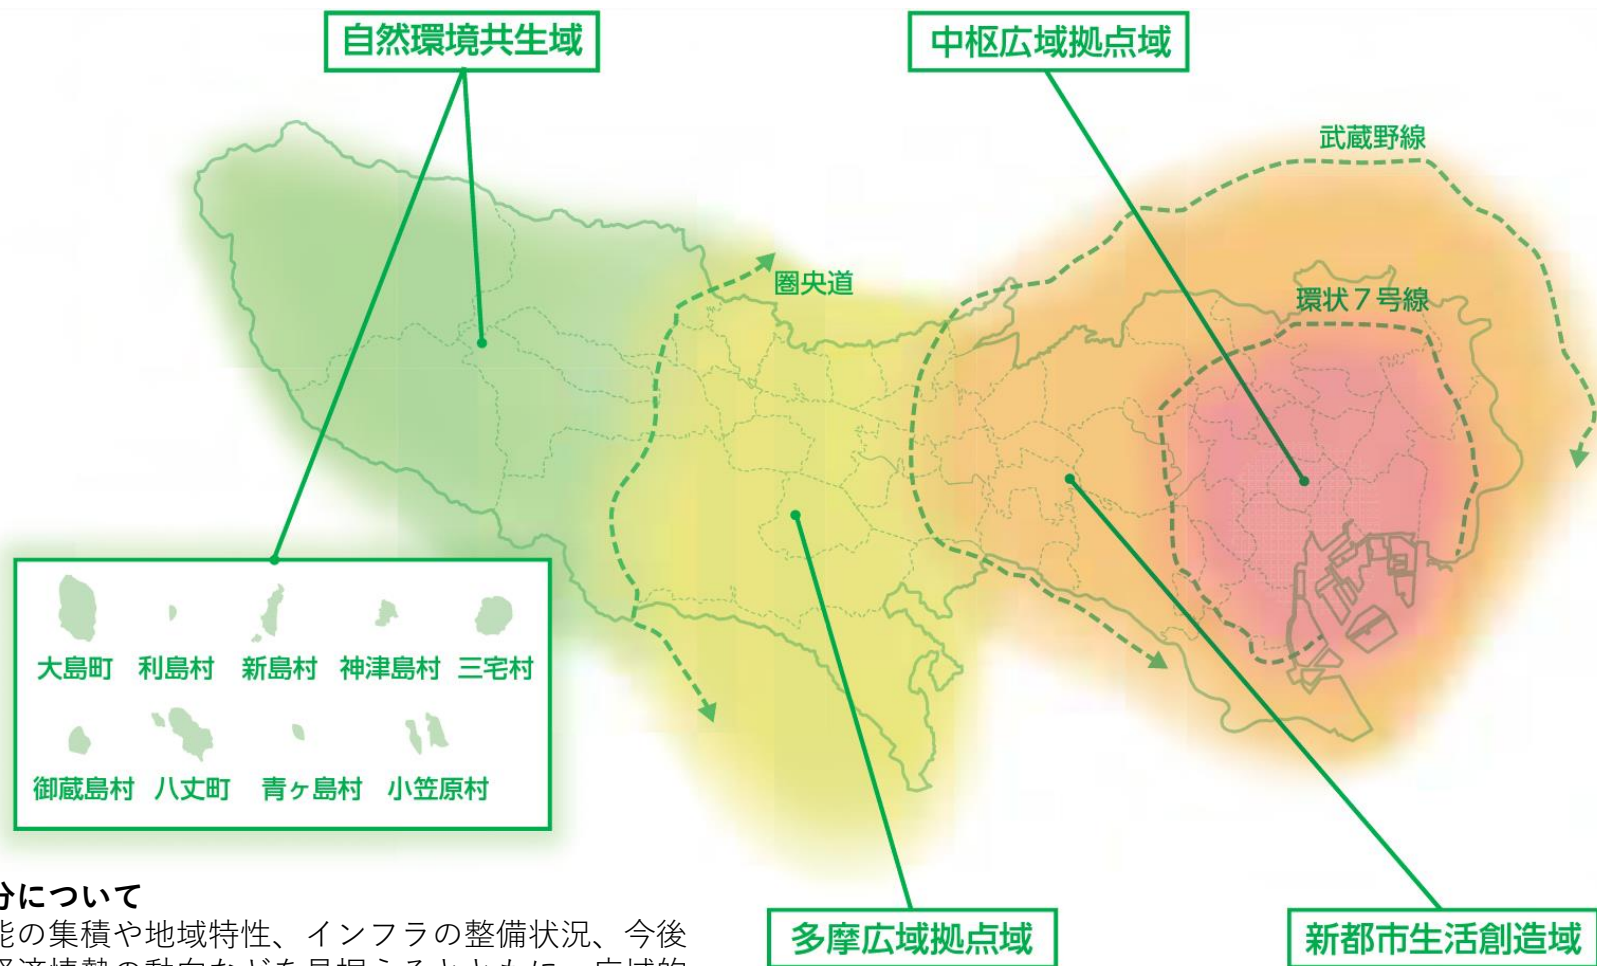 自然環境共生域
中枢広域拠点域
武蔵野線
圏央道
環状７号線
大島町 利島村 新島村 神津島村 三宅村
御蔵島村 八丈町 青ヶ島村 小笠原村
分について
能の集積や地域特性、インフラの整備状況、今後
多摩広域拠点域
新都市生活創造域